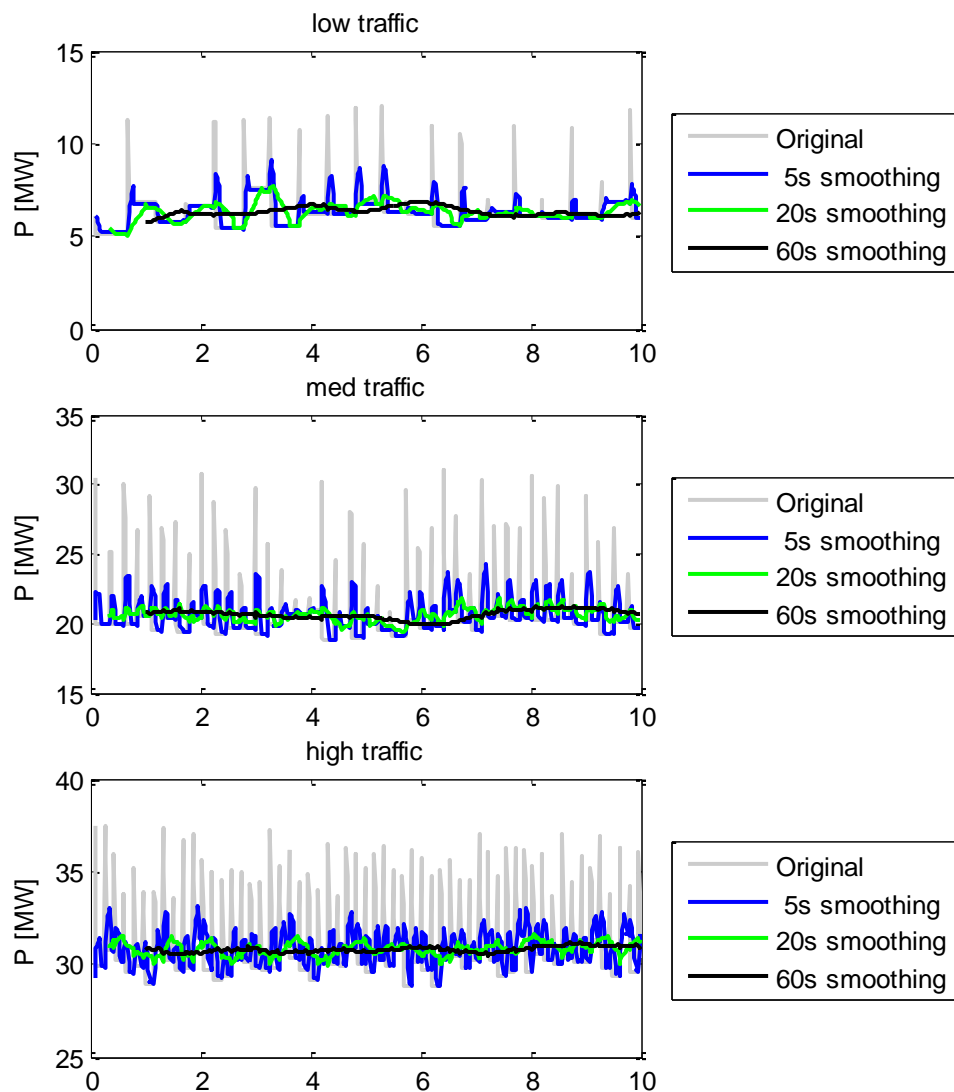 low traffic
15
10
5
0
P [MW]
0 2 4 6 8 10
Original
5s smoothing
20s smoothing
60s smoothing
med traffic
35
30
25
20
15
P [MW]
0 2 4 6 8 10
Original
5s smoothing
20s smoothing
60s smoothing
high traffic
40
35
30
25
P [MW]
0 2 4 6 8 10
Original
5s smoothing
20s smoothing
60s smoothing